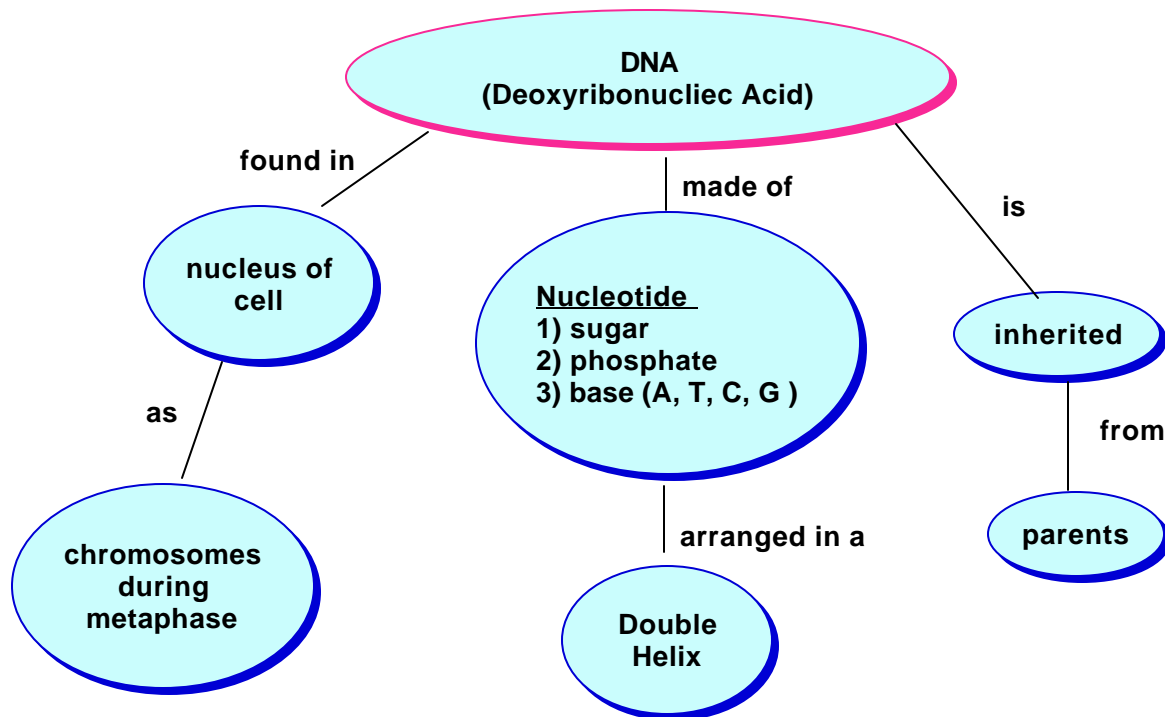 DNA
(Deoxyribonucliec Acid)
found in
made of
is
nucleus of
cell
Nucleotide
1) sugar
2) phosphate
3) base (A, T, C, G )
inherited
as
from
chromosomes
during
metaphase
arranged in a
parents
Double
Helix